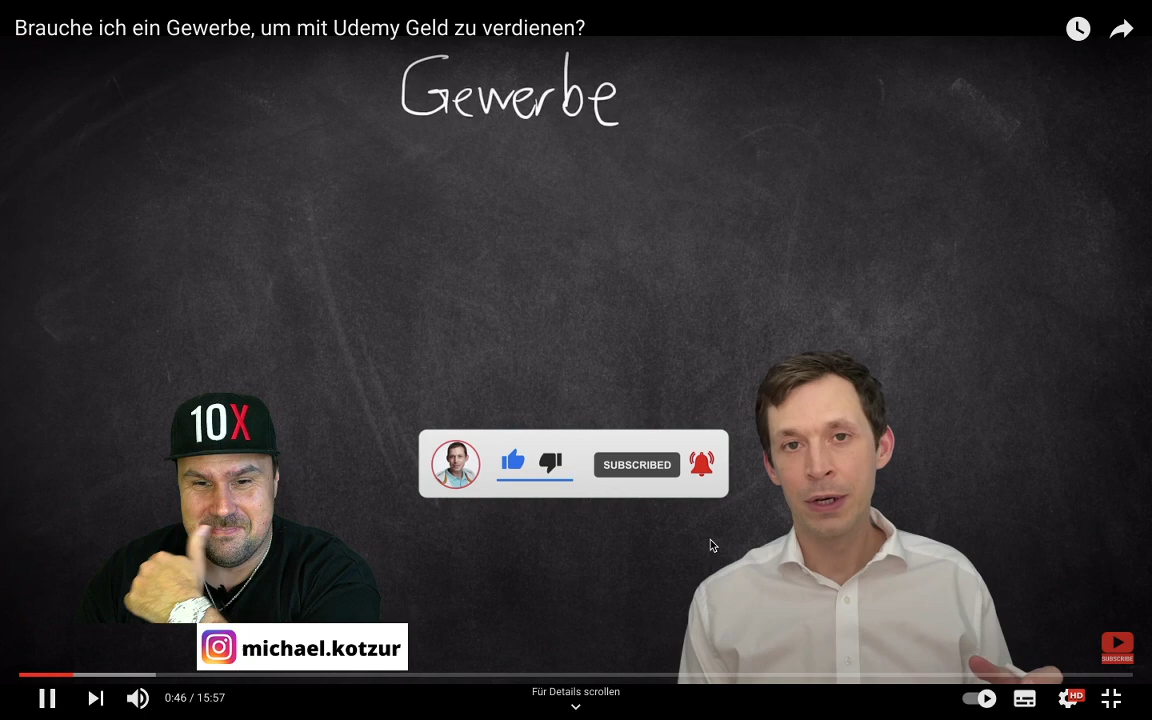 Brauche ich ein Gewerbe, um mit Udemy Geld zu verdienen?
Gewerbe
10X
SUBSCRIBED
michael.kotzur
SUBSCRIBE
0:46 / 15:57
Für Details scrollen
HD